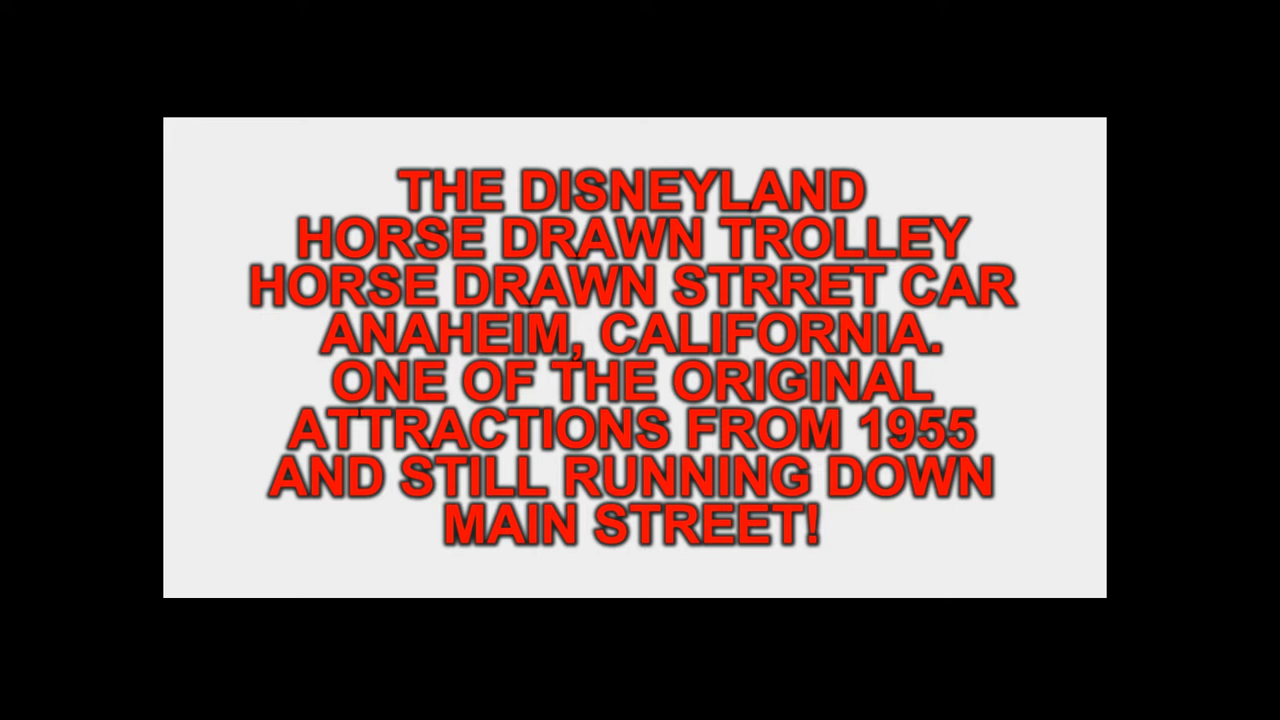 THE DISNEYLAND
HORSE DRAWN TROLLEY
HORSE DRAWN STRRET CAR
ANAHEIM, CALIFORNIA.
ONE OF THE ORIGINAL
ATTRACTIONS FROM 1955
AND STILL RUNNING DOWN
MAIN STREET!